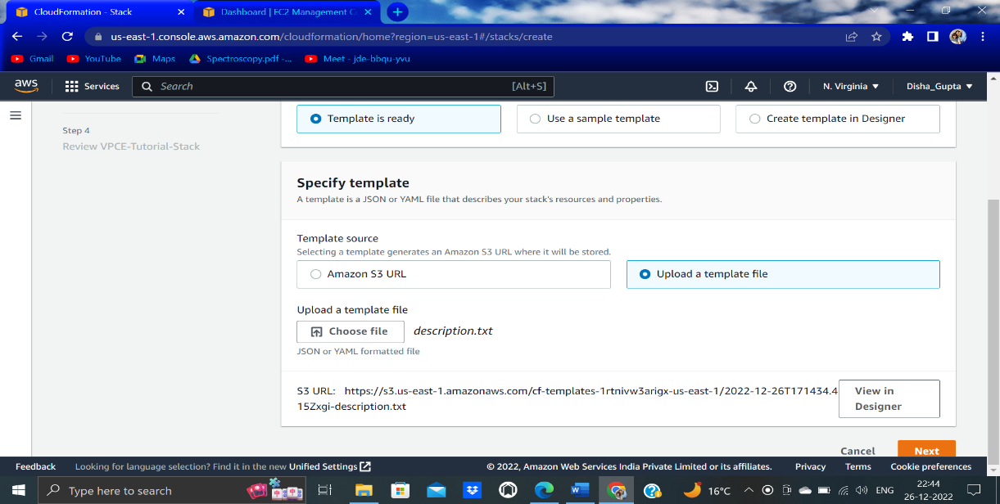 CloudFormation - Stack
Dashboard | EC2 Management C
us-east-1.console.aws.amazon.com/cloudformation/home?region=us-east-1#/stacks/create
Gmail
YouTube
Maps
Spectroscopy.pdf -...
Meet - jde-bbqu-yvu
aws
Services
Search
[Alt+S]
N. Virginia
Disha_Gupta
Step 4
Review VPCE-Tutorial-Stack
Template is ready
Use a sample template
Create template in Designer
Specify template
A template is a JSON or YAML file that describes your stack's resources and properties.
Template source
Selecting a template generates an Amazon S3 URL where it will be stored.
Amazon S3 URL
Upload a template file
Upload a template file
Choose file
description.txt
JSON or YAML formatted file
S3 URL: https://s3.us-east-1.amazonaws.com/cf-templates-1rtnivw3arigx-us-east-1/2022-12-26T171434.4
15Zxgi-description.txt
View in
Designer
Cancel
Next
Feedback
Looking for language selection? Find it in the new Unified Settings
© 2022, Amazon Web Services India Private Limited or its affiliates.
Privacy
Terms
Cookie preferences
Type here to search
16°C
ENG
22:44
26-12-2022